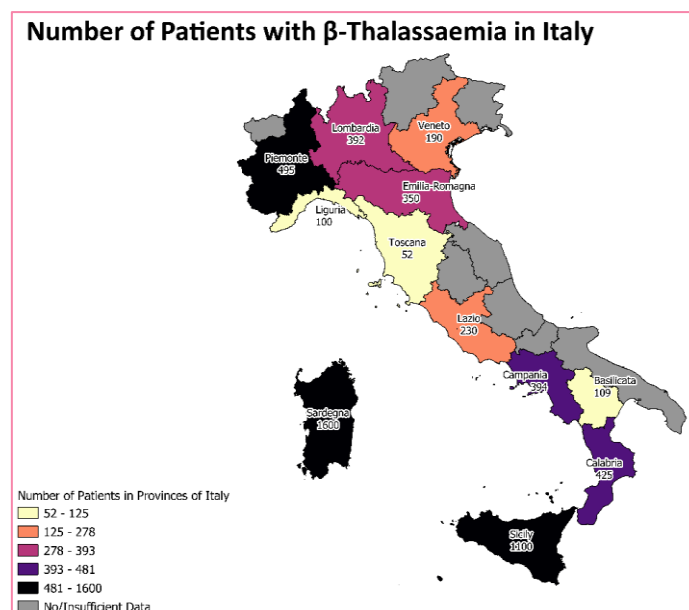 Number of Patients with β-Thalassaemia in Italy
Lombardia
392
Veneto
190
Piemonte
495
Emilia-Romagna
350
Liguria
100
Toscana
52
Lazio
230
Campania
394
Basilicata
109
Sardegna
1600
Calabria
425
Sicily
1100
Number of Patients in Provinces of Italy
52 - 125
125 - 278
278 - 393
393 - 481
481 - 1600
No/Insufficient Data